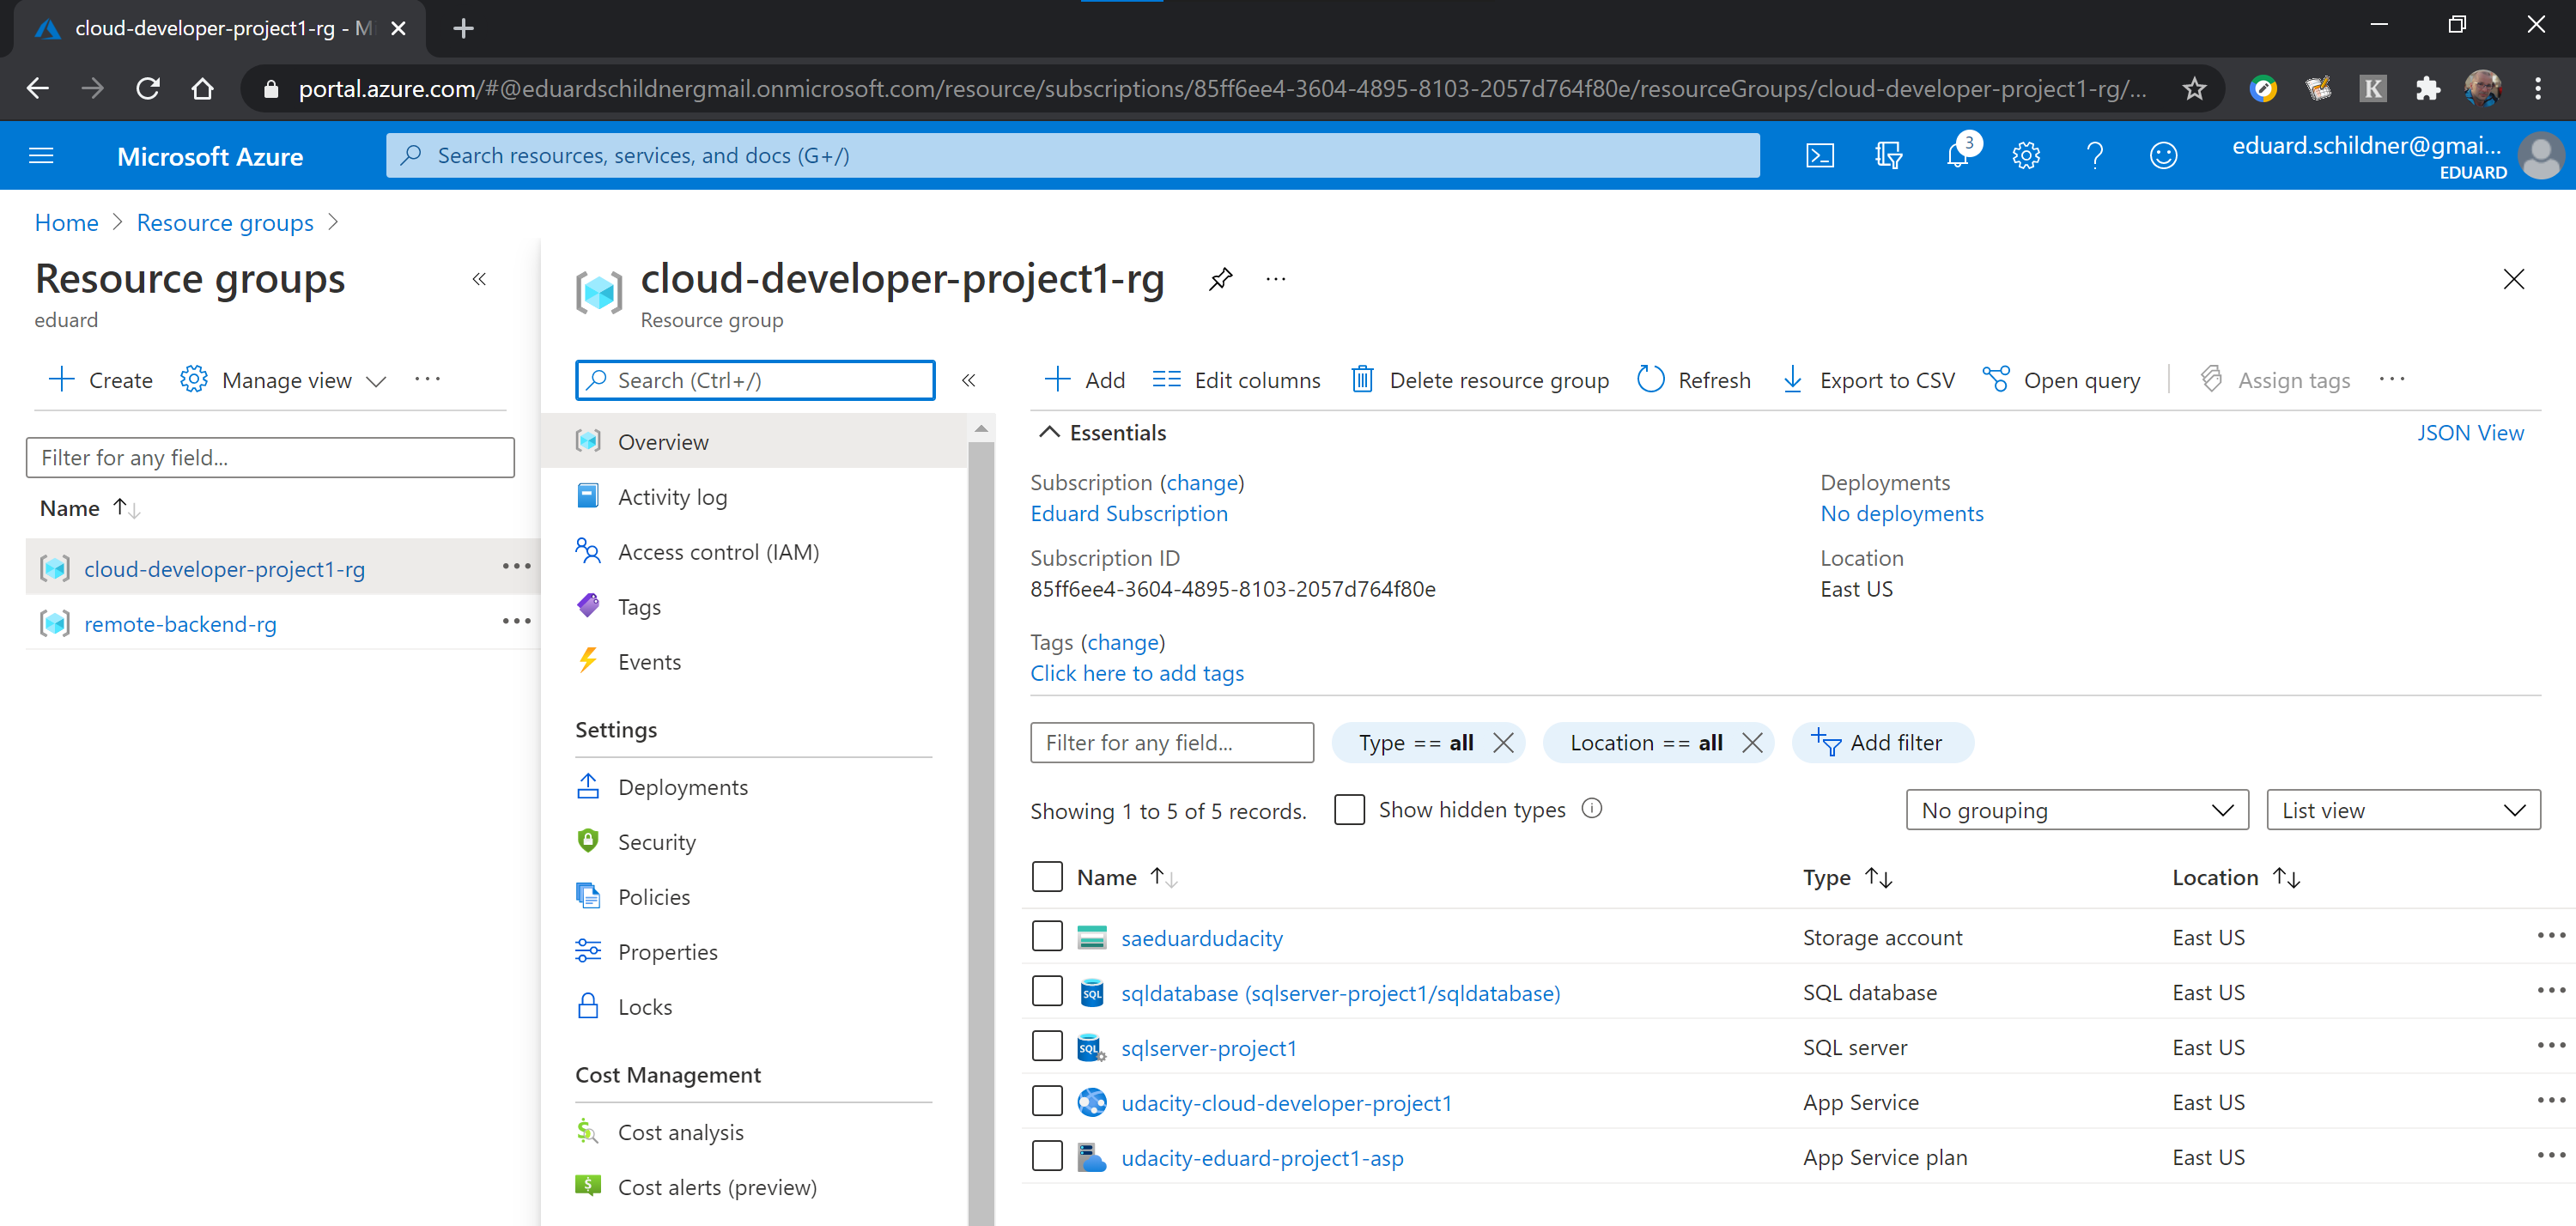 cloud-developer-project1-rg - M
portal.azure.com/#@eduardschildnergmail.onmicrosoft.com/resource/subscriptions/85ff6ee4-3604-4895-8103-2057d764f80e/resourceGroups/cloud-developer-project1-rg/...
K
Microsoft Azure
Search resources, services, and docs (G+/)
3
eduard.schildner@gmai...
EDUARD
Home > Resource groups >
Resource groups
eduard
Create Manage view ...
Filter for any field...
Name
cloud-developer-project1-rg ...
remote-backend-rg ...
cloud-developer-project1-rg ...
Resource group
Search (Ctrl+/)
Overview
Activity log
Access control (IAM)
Tags
Events
Settings
Deployments
Security
Policies
Properties
Locks
Cost Management
Cost analysis
Cost alerts (preview)
Add Edit columns Delete resource group Refresh Export to CSV Open query Assign tags ...
Essentials JSON View
Subscription (change)
Eduard Subscription
Subscription ID
85ff6ee4-3604-4895-8103-2057d764f80e
Tags (change)
Click here to add tags
Deployments
No deployments
Location
East US
Filter for any field... Type == all Location == all Add filter
Showing 1 to 5 of 5 records. Show hidden types No grouping List view
Name Type Location
saeduardudacity Storage account East US ...
SQL sqldatabase (sqlserver-project1/sqldatabase) SQL database East US ...
SQL sqlserver-project1 SQL server East US ...
udacity-cloud-developer-project1 App Service East US ...
udacity-eduard-project1-asp App Service plan East US ...